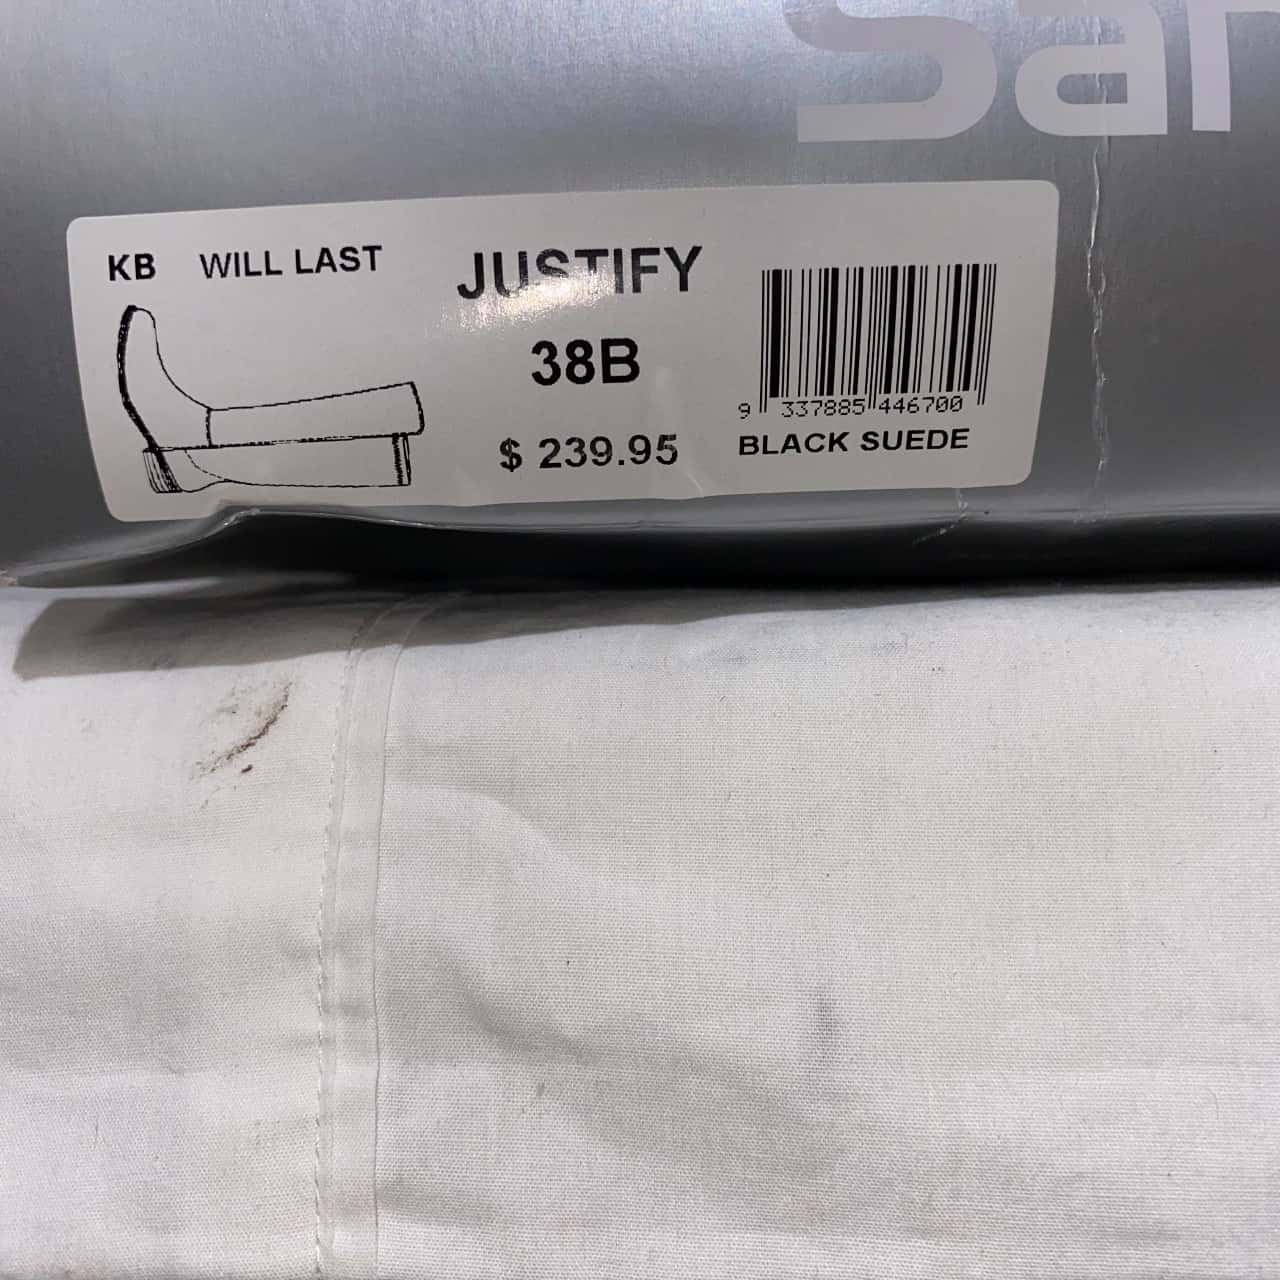 KB WILL LAST JUSTIFY
38B
$ 239.95
9 337885 446700
BLACK SUEDE